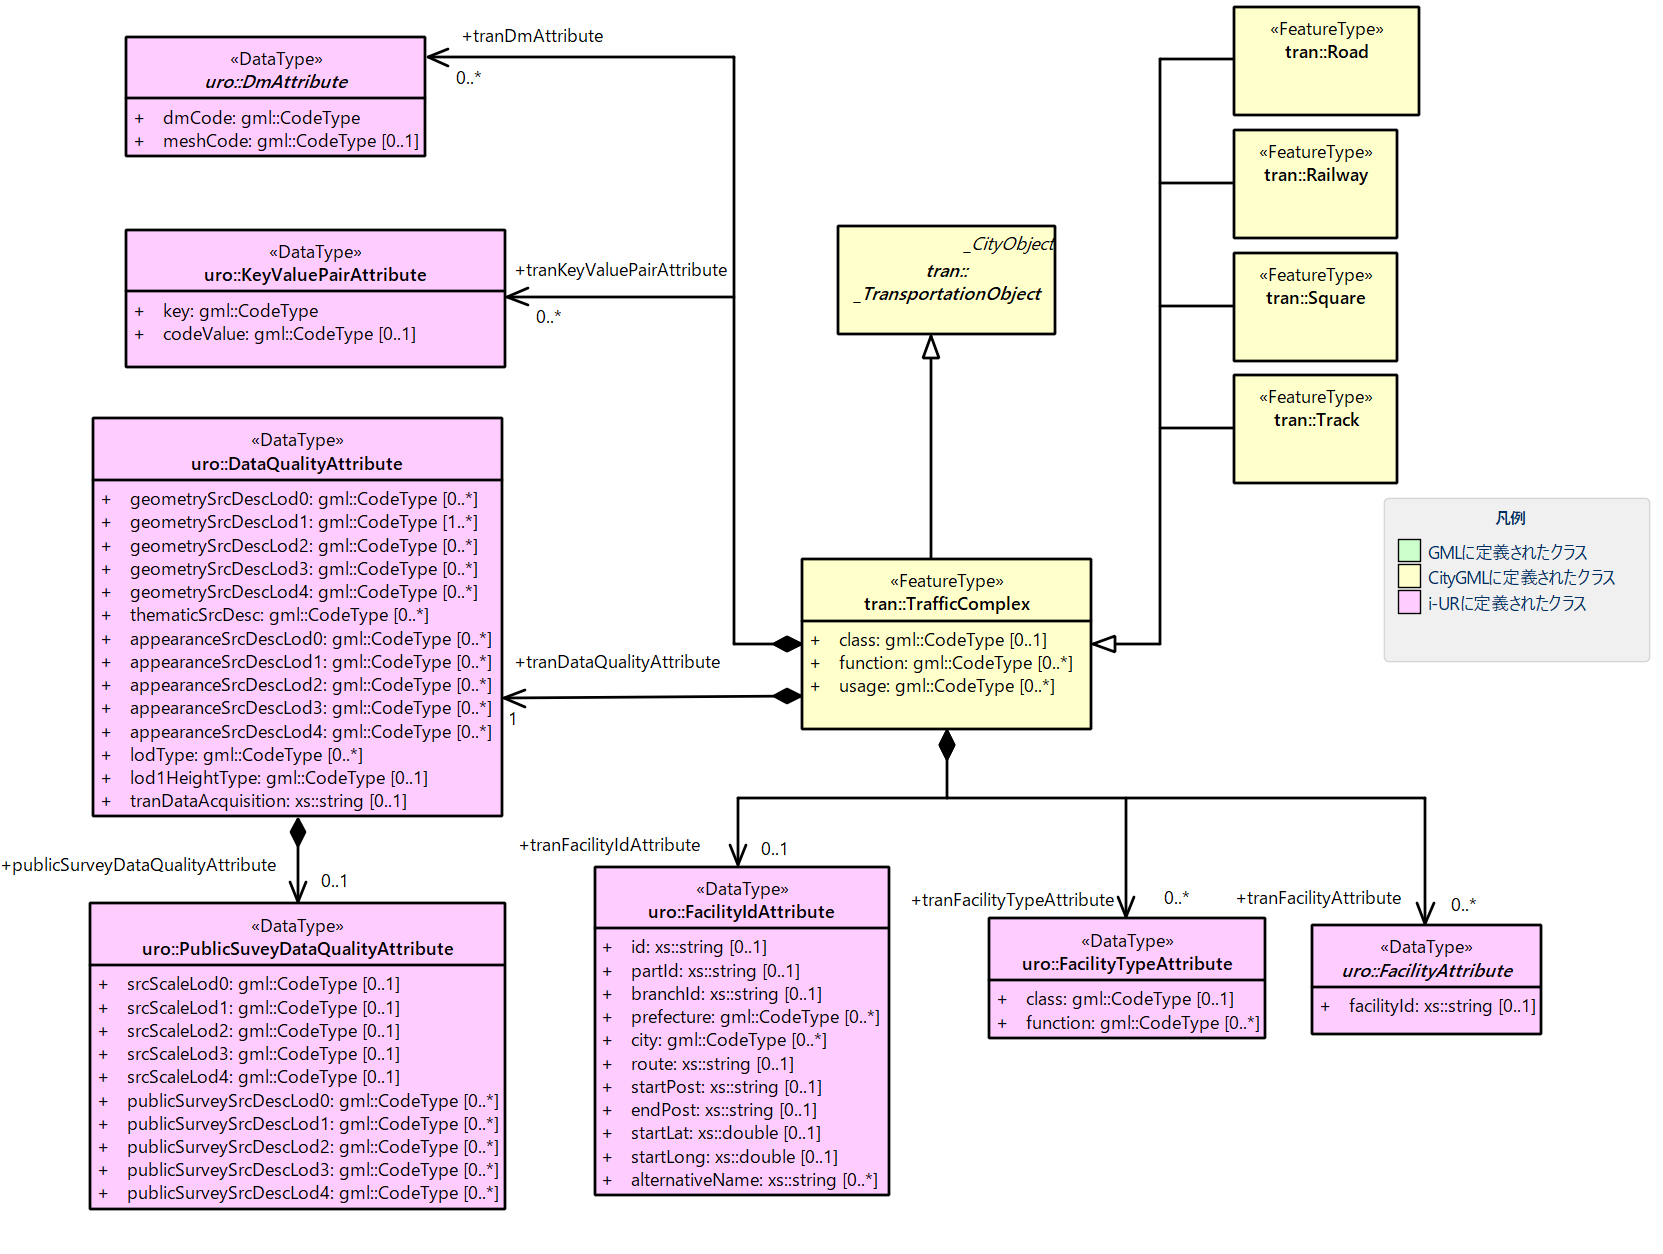 «DataType»
uro::DmAttribute
+ dmCode: gml::CodeType
+ meshCode: gml::CodeType [0..1]
+tranDmAttribute
0..*
«DataType»
uro::KeyValuePairAttribute
+ key: gml::CodeType
+ codeValue: gml::CodeType [0..1]
+tranKeyValuePairAttribute
0..*
_CityObject
tran::
_TransportationObject
«FeatureType»
tran::Road
«FeatureType»
tran::Railway
«FeatureType»
tran::Square
«FeatureType»
tran::Track
凡例
GMLに定義されたクラス
CityGMLに定義されたクラス
i-URに定義されたクラス
«DataType»
uro::DataQualityAttribute
+ geometrySrcDescLod0: gml::CodeType [0..*]
+ geometrySrcDescLod1: gml::CodeType [1..*]
+ geometrySrcDescLod2: gml::CodeType [0..*]
+ geometrySrcDescLod3: gml::CodeType [0..*]
+ geometrySrcDescLod4: gml::CodeType [0..*]
+ thematicSrcDesc: gml::CodeType [0..*]
+ appearanceSrcDescLod0: gml::CodeType [0..*]
+ appearanceSrcDescLod1: gml::CodeType [0..*]
+ appearanceSrcDescLod2: gml::CodeType [0..*]
+ appearanceSrcDescLod3: gml::CodeType [0..*]
+ appearanceSrcDescLod4: gml::CodeType [0..*]
+ lodType: gml::CodeType [0..*]
+ lod1HeightType: gml::CodeType [0..1]
+ tranDataAcquisition: xs::string [0..1]
+tranDataQualityAttribute
1
«FeatureType»
tran::TrafficComplex
+ class: gml::CodeType [0..1]
+ function: gml::CodeType [0..*]
+ usage: gml::CodeType [0..*]
+publicSurveyDataQualityAttribute
0..1
«DataType»
uro::PublicSuveyDataQualityAttribute
+ srcScaleLod0: gml::CodeType [0..1]
+ srcScaleLod1: gml::CodeType [0..1]
+ srcScaleLod2: gml::CodeType [0..1]
+ srcScaleLod3: gml::CodeType [0..1]
+ srcScaleLod4: gml::CodeType [0..1]
+ publicSurveySrcDescLod0: gml::CodeType [0..*]
+ publicSurveySrcDescLod1: gml::CodeType [0..*]
+ publicSurveySrcDescLod2: gml::CodeType [0..*]
+ publicSurveySrcDescLod3: gml::CodeType [0..*]
+ publicSurveySrcDescLod4: gml::CodeType [0..*]
+tranFacilityIdAttribute
0..1
«DataType»
uro::FacilityIdAttribute
+ id: xs::string [0..1]
+ partId: xs::string [0..1]
+ branchId: xs::string [0..1]
+ prefecture: gml::CodeType [0..*]
+ city: gml::CodeType [0..*]
+ route: xs::string [0..1]
+ startPost: xs::string [0..1]
+ endPost: xs::string [0..1]
+ startLat: xs::double [0..1]
+ startLong: xs::double [0..1]
+ alternativeName: xs::string [0..*]
+tranFacilityTypeAttribute
0..*
«DataType»
uro::FacilityTypeAttribute
+ class: gml::CodeType [0..1]
+ function: gml::CodeType [0..*]
+tranFacilityAttribute
0..*
«DataType»
uro::FacilityAttribute
+ facilityId: xs::string [0..1]